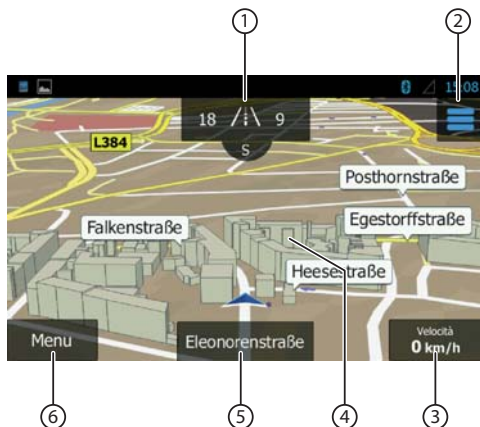 1
2
15:08
18 9
S
L384
Posthornstraße
Falkenstraße
Egestorffstraße
Heesestraße
Menu
Eleonorenstraße
Velocità
0 km/h
6
5
4
3